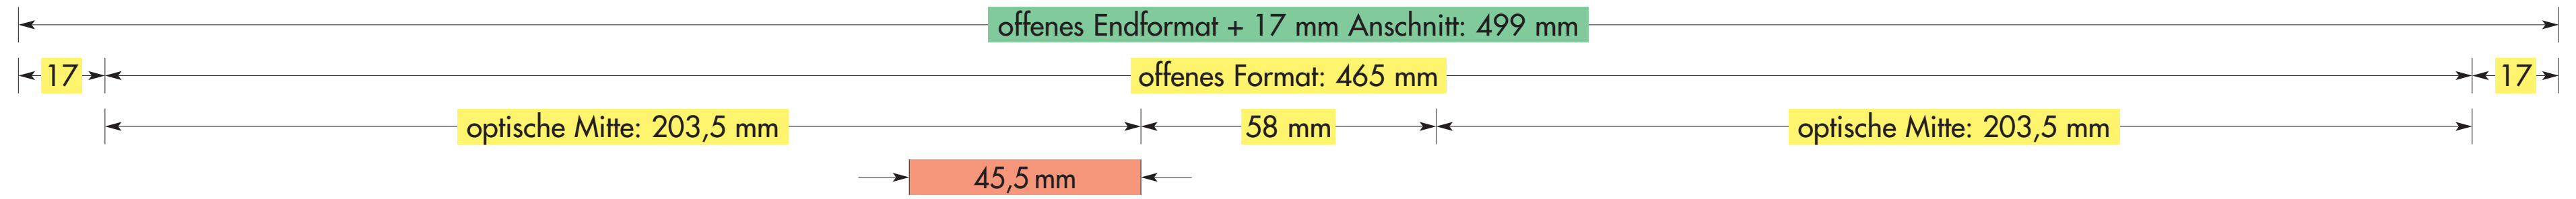 offenes Endformat + 17 mm Anschnitt: 499 mm
17 offenes Format: 465 mm 17
optische Mitte: 203,5 mm 58 mm optische Mitte: 203,5 mm
45,5 mm